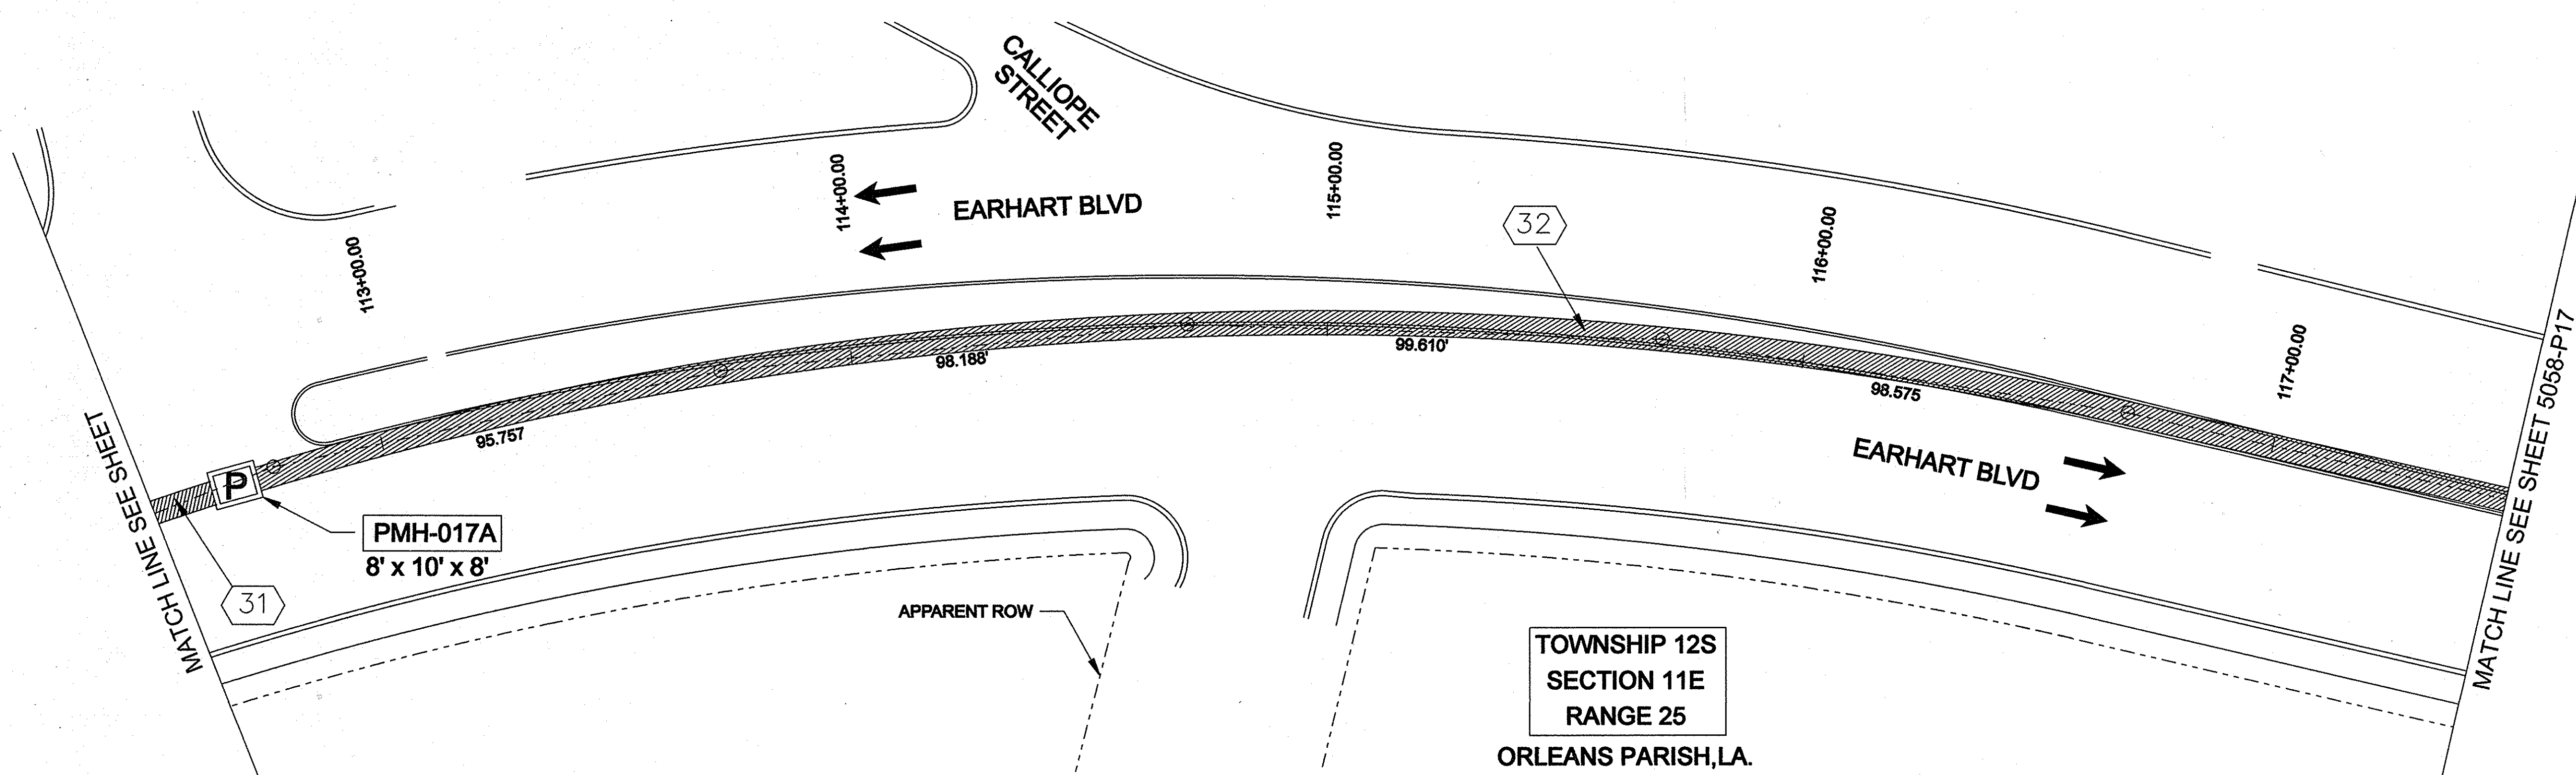 CALLIOPE
STREET
113+00.00
114+00.00
EARHART BLVD
115+00.00
32
116+00.00
117+00.00
MATCH LINE SEE SHEET 5058-P17
MATCH LINE SEE SHEET
95.757
98.188'
99.610'
98.575
EARHART BLVD
P
PMH-017A
8' x 10' x 8'
31
APPARENT ROW
TOWNSHIP 12S
SECTION 11E
RANGE 25
ORLEANS PARISH,LA.